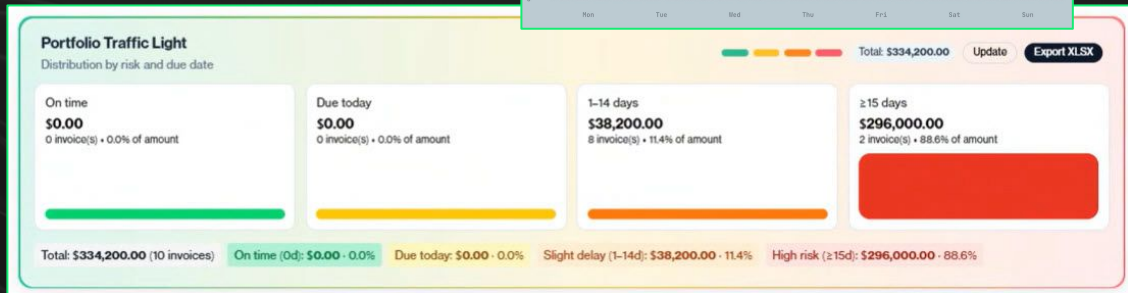 Mon Tue Wed Thu Fri Sat Sun
Portfolio Traffic Light
Distribution by risk and due date
Total: $334,200.00 Update Export XLSX
On time
$0.00
0 invoice(s) • 0.0% of amount
Due today
$0.00
0 invoice(s) • 0.0% of amount
1–14 days
$38,200.00
8 invoice(s) • 11.4% of amount
≥15 days
$296,000.00
2 invoice(s) • 88.6% of amount
Total: $334,200.00 (10 invoices) On time (0d): $0.00 · 0.0% Due today: $0.00 · 0.0% Slight delay (1–14d): $38,200.00 · 11.4% High risk (≥15d): $296,000.00 · 88.6%